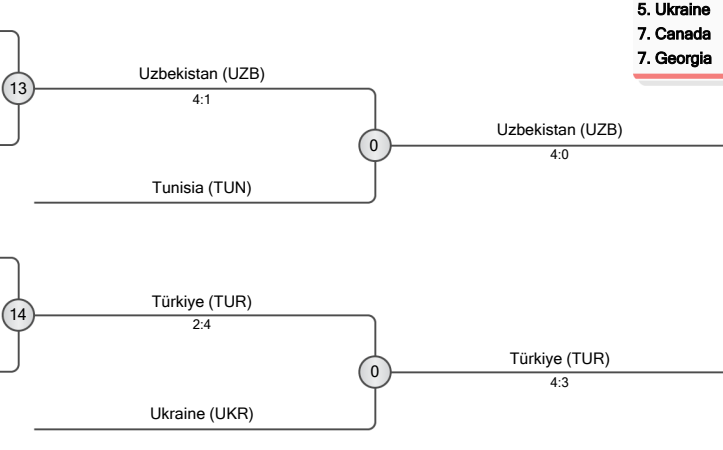 5. Ukraine
7. Canada
7. Georgia
13
Uzbekistan (UZB)
4:1
0
Uzbekistan (UZB)
4:0
Tunisia (TUN)
14
Türkiye (TUR)
2:4
0
Türkiye (TUR)
4:3
Ukraine (UKR)